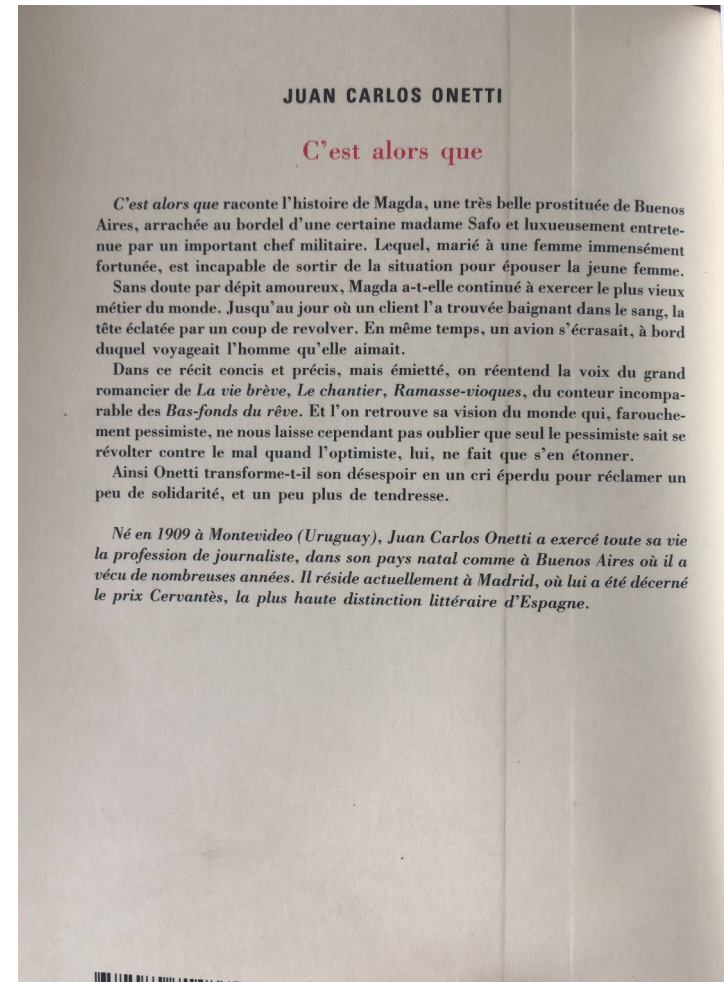 JUAN CARLOS ONETTI
C'est alors que
C'est alors que raconte l'histoire de Magda, une très belle prostituée de Buenos
Aires, arrachée au bordel d'une certaine madame Safo et luxueusement entrete-
nue par un important chef militaire. Lequel, marié à une femme immensément
fortunée, est incapable de sortir de la situation pour épouser la jeune femme.
Sans doute par dépit amoureux, Magda a-t-elle continué à exercer le plus vieux
métier du monde. Jusqu'au jour où un client l'a trouvée baignant dans le sang, la
tête éclatée par un coup de revolver. En même temps, un avion s'écrasait, à bord
duquel voyageait l'homme qu'elle aimait.
Dans ce récit concis et précis, mais émietté, on réentend la voix du grand
romancier de La vie brève, Le chantier, Ramasse-vioques, du conteur incompa-
rable des Bas-fonds du rêve. Et l'on retrouve sa vision du monde qui, farouche-
ment pessimiste, ne nous laisse cependant pas oublier que seul le pessimiste sait se
révolter contre le mal quand l'optimiste, lui, ne fait que s'en étonner.
Ainsi Onetti transforme-t-il son désespoir en un cri éperdu pour réclamer un
peu de solidarité, et un peu plus de tendresse.
Né en 1909 à Montevideo (Uruguay), Juan Carlos Onetti a exercé toute sa vie
la profession de journaliste, dans son pays natal comme à Buenos Aires où il a
vécu de nombreuses années. Il réside actuellement à Madrid, où lui a été décerné
le prix Cervantès, la plus haute distinction littéraire d'Espagne.